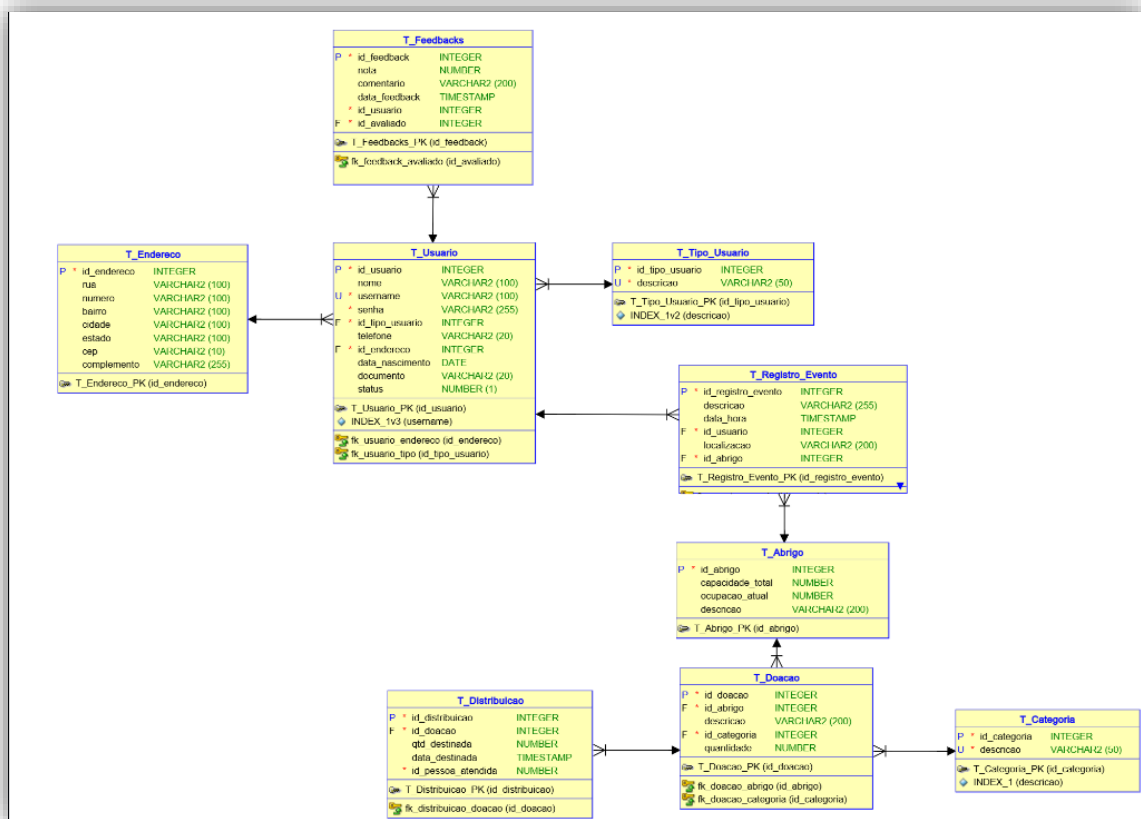 T_Feedbacks
P * id_feedback INTEGER
nota NUMBER
comentario VARCHAR2 (200)
data_feedback TIMESTAMP
* id_usuario INTEGER
F * id_avaliado INTEGER
T_Feedbacks_PK (id_feedback)
fk_feedback_avaliado (id_avaliado)
T_Endereco
P * id_endereco INTEGER
rua VARCHAR2 (100)
numero VARCHAR2 (100)
bairro VARCHAR2 (100)
cidade VARCHAR2 (100)
estado VARCHAR2 (100)
cep VARCHAR2 (10)
complemento VARCHAR2 (255)
T_Endereco_PK (id_endereco)
T_Usuario
P * id_usuario INTEGER
nome VARCHAR2 (100)
U * username VARCHAR2 (100)
* senha VARCHAR2 (255)
F * id_tipo_usuario INTEGER
telefone VARCHAR2 (20)
F * id_endereco INTEGER
data_nascimento DATE
documento VARCHAR2 (20)
status NUMBER (1)
T_Usuario_PK (id_usuario)
INDEX_1v3 (username)
fk_usuario_endereco (id_endereco)
fk_usuario_tipo (id_tipo_usuario)
T_Tipo_Usuario
P * id_tipo_usuario INTEGER
U * descricao VARCHAR2 (50)
T_Tipo_Usuario_PK (id_tipo_usuario)
INDEX_1v2 (descricao)
T_Registro_Evento
P * id_registro_evento INTEGER
descricao VARCHAR2 (255)
data_hora TIMESTAMP
F * id_usuario INTEGER
localizacao VARCHAR2 (200)
F * id_abrigo INTEGER
T_Registro_Evento_PK (id_registro_evento)
T_Abrigo
P * id_abrigo INTEGER
capacidade_total NUMBER
ocupacao_atual NUMBER
descricao VARCHAR2 (200)
T_Abrigo_PK (id_abrigo)
T_Distribuicao
P * id_distribuicao INTEGER
F * id_doacao INTEGER
qtd_destinada NUMBER
data_destinada TIMESTAMP
* id_pessoa_atendida NUMBER
T_Distribuicao_PK (id_distribuicao)
fk_distribuicao_doacao (id_doacao)
T_Doacao
P * id_doacao INTEGER
F * id_abrigo INTEGER
descricao VARCHAR2 (200)
F * id_categoria INTEGER
quantidade NUMBER
T_Doacao_PK (id_doacao)
fk_doacao_abrigo (id_abrigo)
fk_doacao_categoria (id_categoria)
T_Categoria
P * id_categoria INTEGER
U * descricao VARCHAR2 (50)
T_Categoria_PK (id_categoria)
INDEX_1 (descricao)